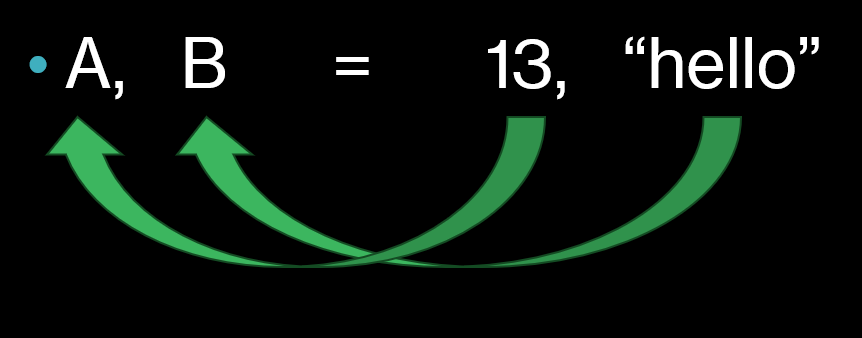 • A, B = 13, “hello”